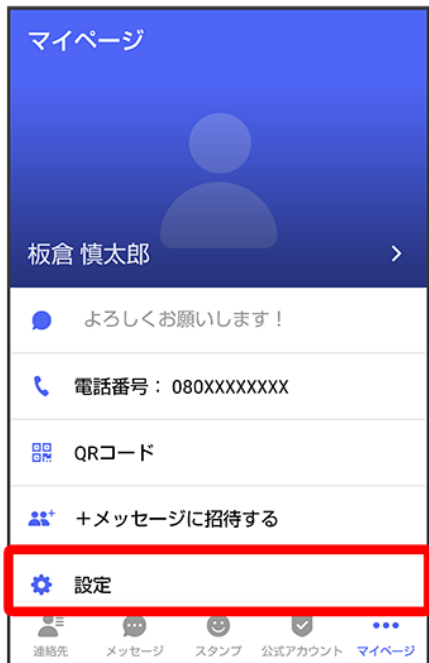 マイページ
板倉 慎太郎
よろしくお願いします！
電話番号： 080XXXXXXXX
QRコード
＋メッセージに招待する
設定
連絡先 メッセージ スタンプ 公式アカウント マイページ